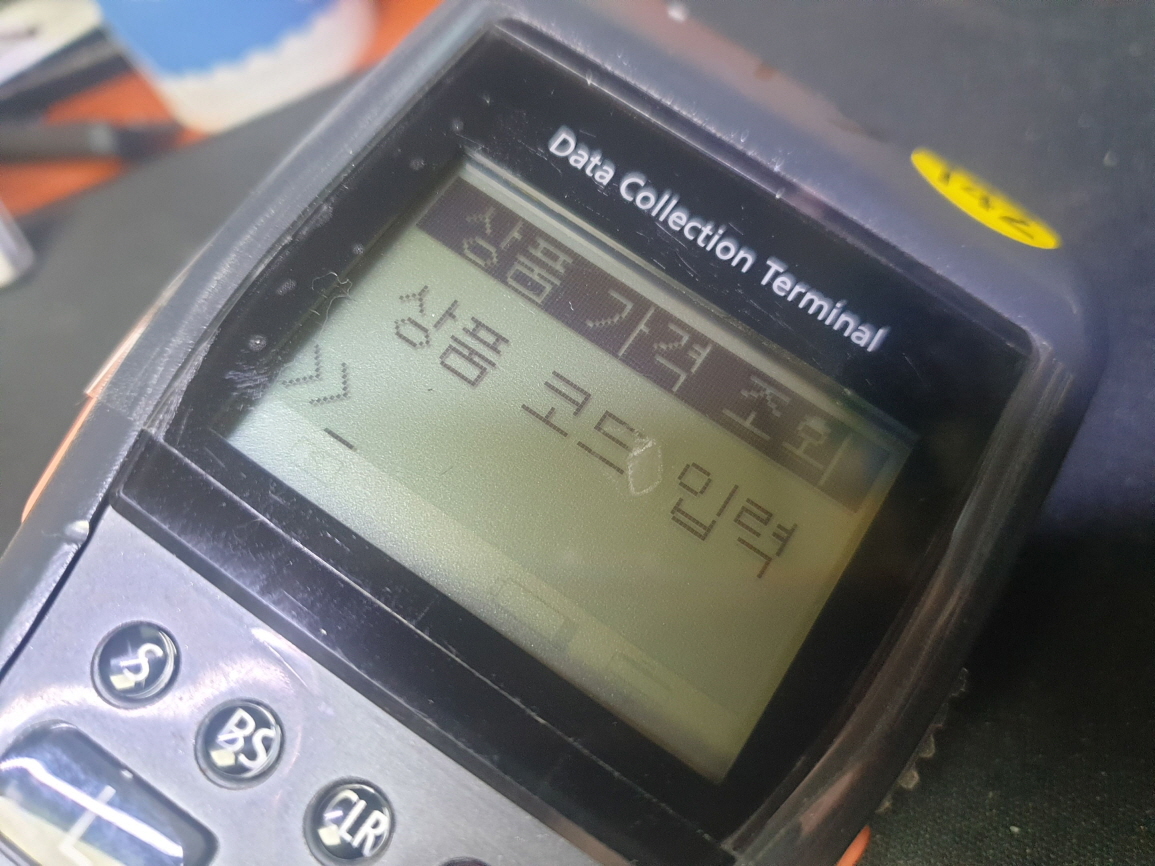 Data Collection Terminal
상품 가격 조회
상품 코드 입력
>>
_
S
BS
CLR